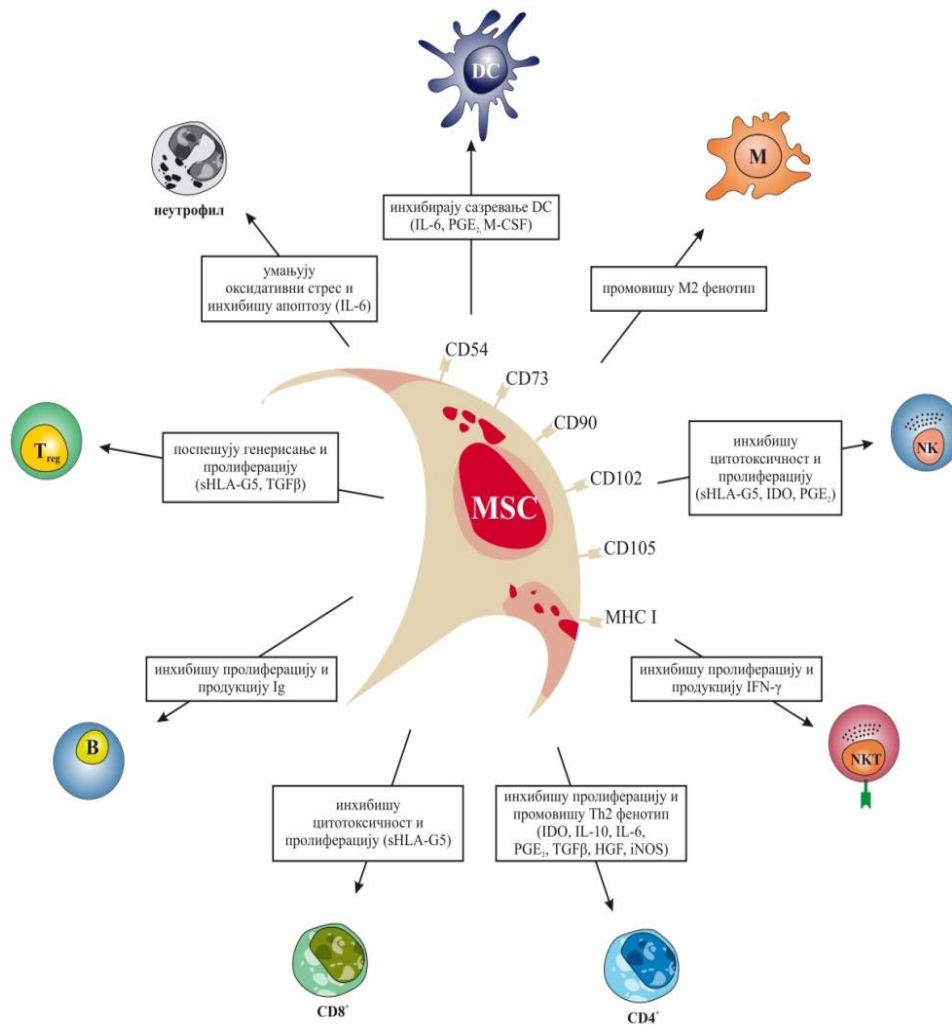 DC
M
неутрофил
инхибирају сазревање DC
(IL-6, PGE₂, M-CSF)
умањују
оксидативни стрес и
инхибишу апоптозу (IL-6)
промовишу M2 фенотип
CD54
CD73
CD90
CD102
CD105
MHC I
MSC
T reg
поспешују генерисање и
пролиферацију
(sHLA-G5, TGFβ)
инхибишу
цитотоксичност и
пролиферацију
(sHLA-G5, IDO, PGE₂)
NK
инхибишу пролиферацију и
продукцију Ig
B
инхибишу пролиферацију и
продукцију IFN-γ
NKT
инхибишу
цитотоксичност и
пролиферацију (sHLA-G5)
инхибишу пролиферацију и
промовишу Th2 фенотип
(IDO, IL-10, IL-6,
PGE₂, TGFβ, HGF, iNOS)
CD8⁺
CD4⁺